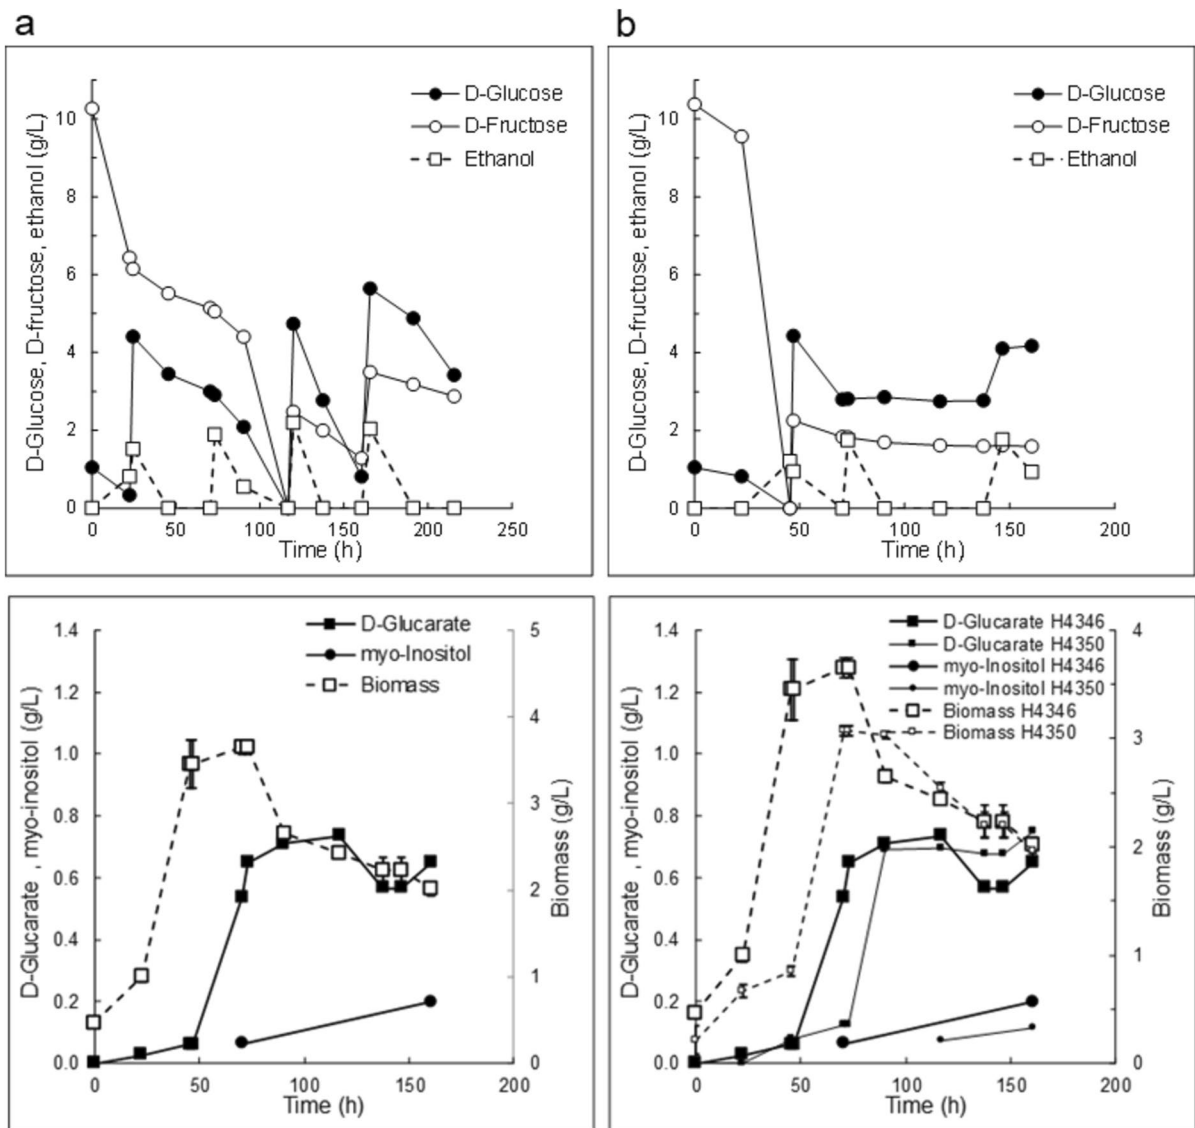 a
b
D-Glucose, D-fructose, ethanol (g/L)
10
8
6
4
2
0
D-Glucose
D-Fructose
Ethanol
0
50
100
150
200
250
Time (h)
D-Glucose, D-fructose, ethanol (g/L)
10
8
6
4
2
0
D-Glucose
D-Fructose
Ethanol
0
50
100
150
200
Time (h)
D-Glucarate , myo-inositol (g/L)
1.4
1.2
1.0
0.8
0.6
0.4
0.2
0.0
D-Glucarate
myo-Inositol
Biomass
5
4
3
2
1
0
Biomass (g/L)
0
50
100
150
200
Time (h)
D-Glucarate , myo-inositol (g/L)
1.4
1.2
1.0
0.8
0.6
0.4
0.2
0.0
D-Glucarate H4346
D-Glucarate H4350
myo-Inositol H4346
myo-Inositol H4350
Biomass H4346
Biomass H4350
4
3
2
1
0
Biomass (g/L)
0
50
100
150
200
Time (h)